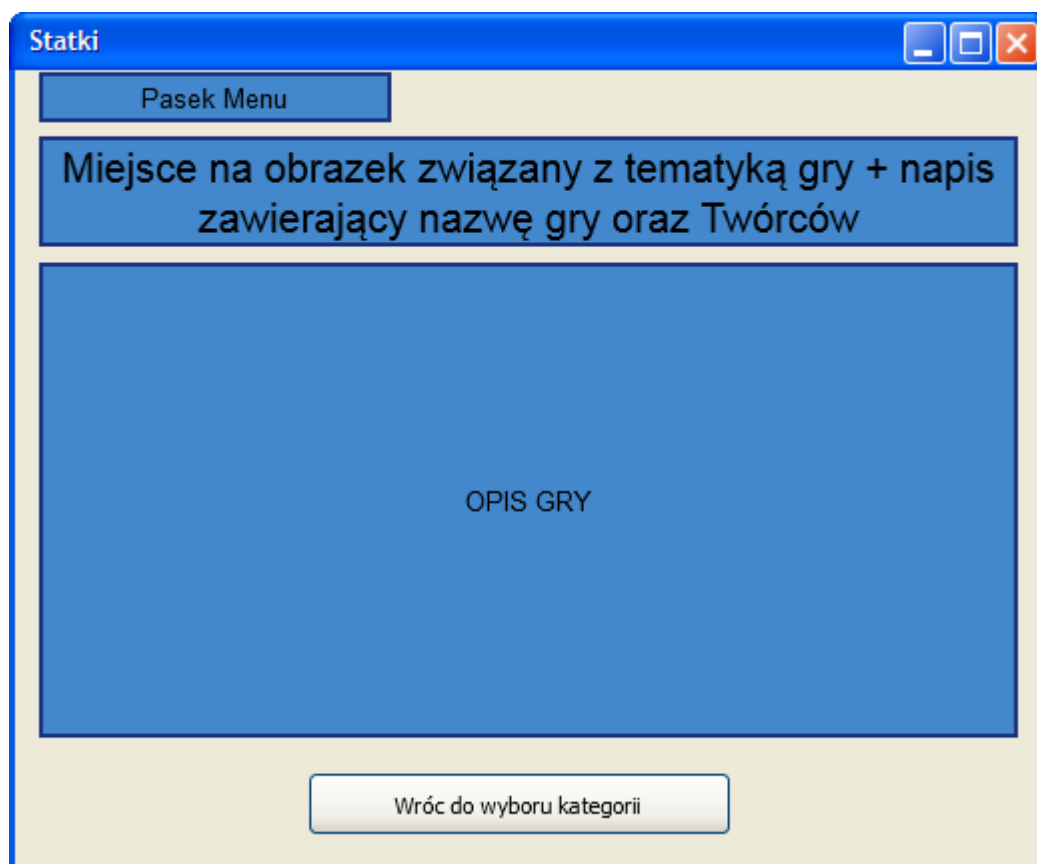 Statki
Pasek Menu
Miejsce na obrazek związany z tematyką gry + napis
zawierający nazwę gry oraz Twórców
OPIS GRY
Wróc do wyboru kategorii